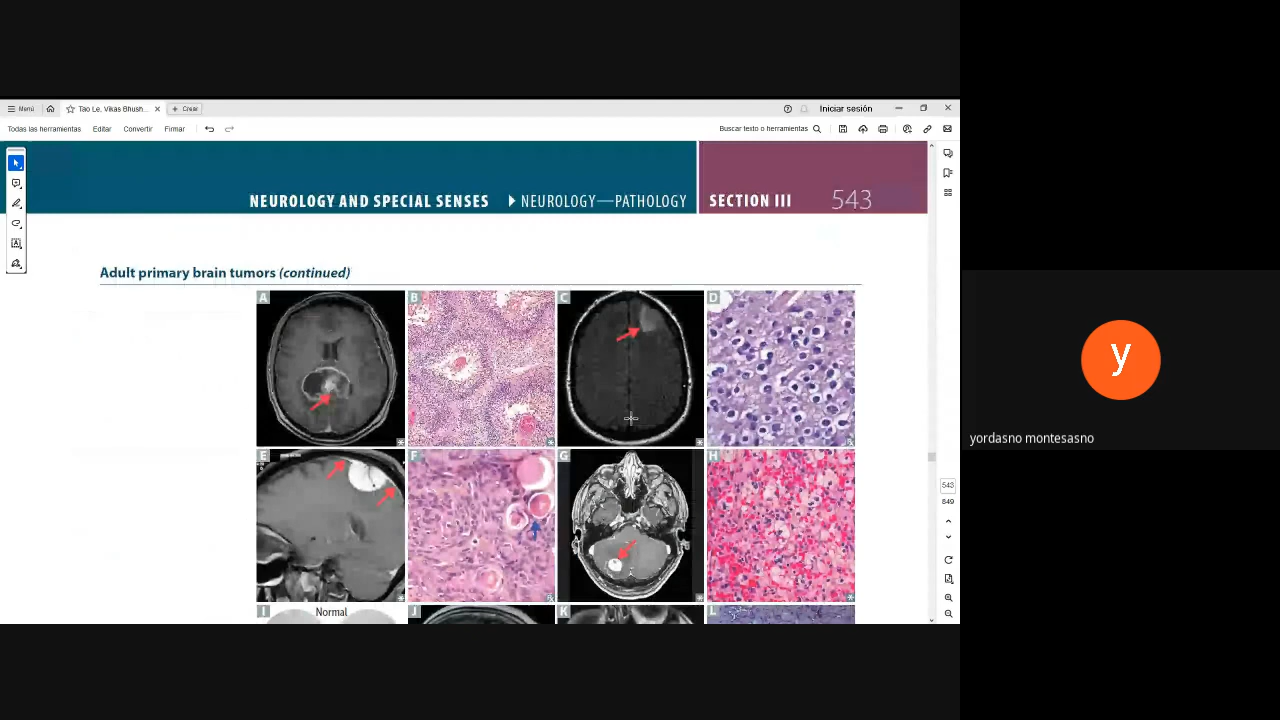 Menú
Tao Le, Vikas Bhush...
Crear
Iniciar sesión
Todas las herramientas Editar Convertir Firmar
Buscar texto o herramientas
NEUROLOGY AND SPECIAL SENSES NEUROLOGY—PATHOLOGY SECTION III 543
Adult primary brain tumors (continued)
A B C D
E F G H
I Normal J K L
543
849
y
yordasno montesasno